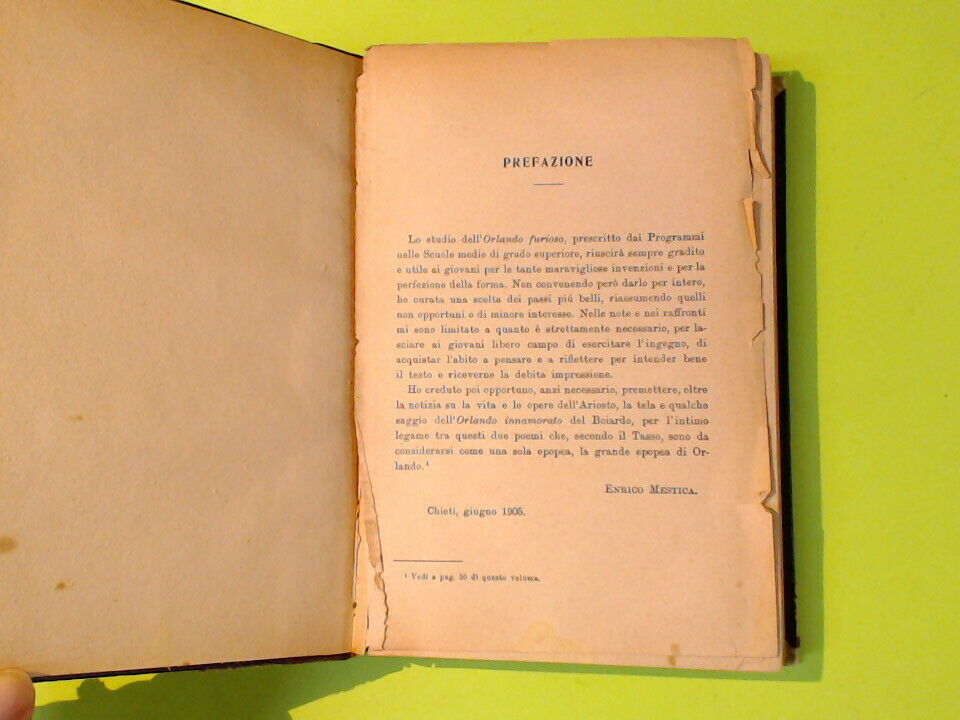 PREFAZIONE
Lo studio dell'Orlando furioso, prescritto dai Programmi
nelle Scuole medie di grado superiore, riuscirà sempre gradito
e utile ai giovani per le tante maravigliose invenzioni e per la
perfezione della forma. Non convenendo però darlo per intero,
ho curata una scelta dei passi piú belli, riassumendo quelli
non opportuni o di minore interesse. Nelle note e nei raffronti
mi sono limitato a quanto è strettamente necessario, per la-
sciare ai giovani libero campo di esercitare l'ingegno, di
acquistar l'abito a pensare e a riflettere per intender bene
il testo e riceverne la debita impressione.
Ho creduto poi opportuno, anzi necessario, premettere, oltre
la notizia su la vita e le opere dell'Ariosto, la tela e qualche
saggio dell'Orlando innamorato del Boiardo, per l'intimo
legame tra questi due poemi che, secondo il Tasso, sono da
considerarsi come una sola epopea, la grande epopea di Or-
lando.¹
ENRICO MESTICA.
Chieti, giugno 1905.
¹ Vedi a pag. 30 di questo volume.